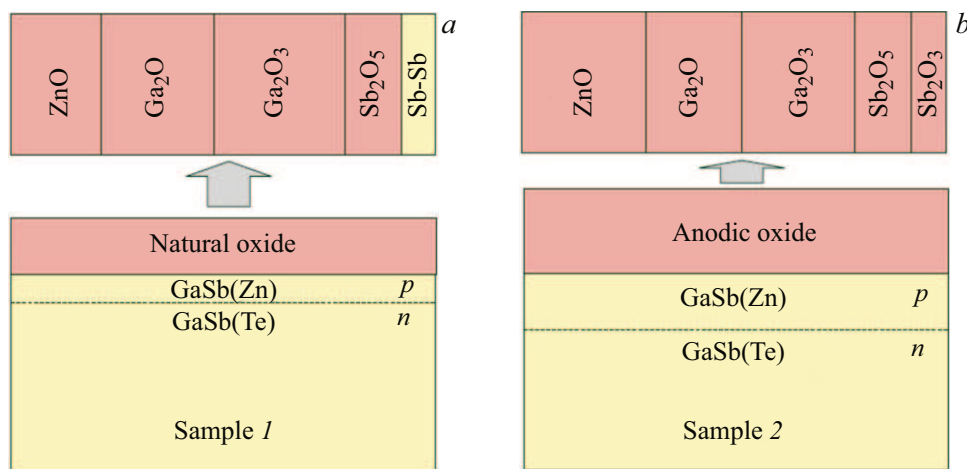 a
ZnO
Ga₂O
Ga₂O₃
Sb₂O₅
Sb-Sb
Natural oxide
GaSb(Zn) p
GaSb(Te) n
Sample 1
b
ZnO
Ga₂O
Ga₂O₃
Sb₂O₅
Sb₂O₃
Anodic oxide
GaSb(Zn) p
GaSb(Te) n
Sample 2